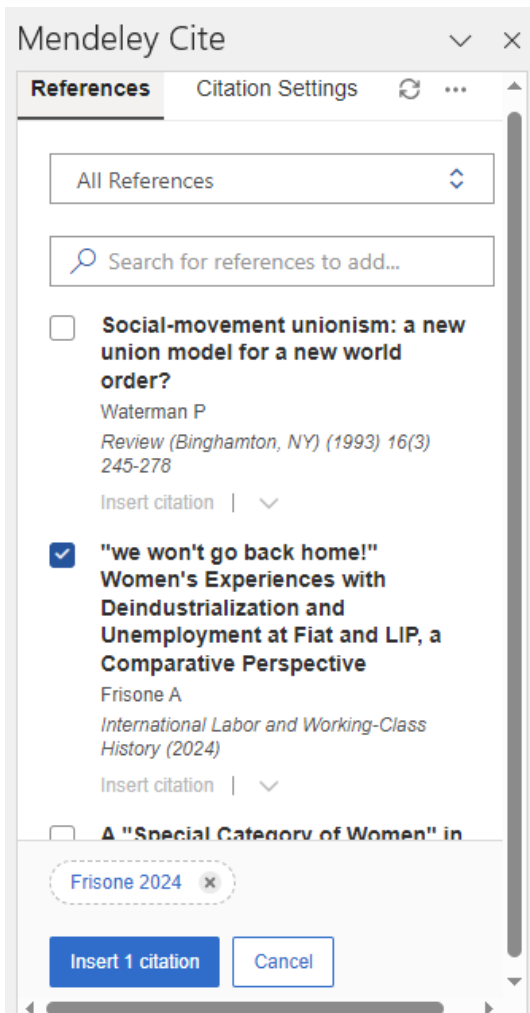 Mendeley Cite
References Citation Settings
All References
Search for references to add...
Social-movement unionism: a new
union model for a new world
order?
Waterman P
Review (Binghamton, NY) (1993) 16(3)
245-278
Insert citation |
"we won't go back home!"
Women's Experiences with
Deindustrialization and
Unemployment at Fiat and LIP, a
Comparative Perspective
Frisone A
International Labor and Working-Class
History (2024)
Insert citation |
A "Special Category of Women" in
Frisone 2024
Insert 1 citation Cancel